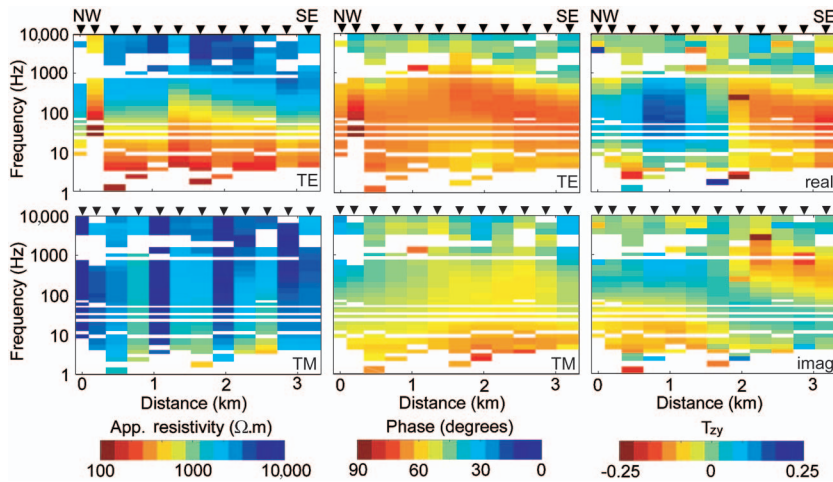 NW SE NW SE NW SE
10,000
1000
100
10
1
Frequency (Hz)
TE TE real
10,000
1000
100
10
1
Frequency (Hz)
TM TM imag
0 1 2 3 0 1 2 3 0 1 2 3
Distance (km) Distance (km) Distance (km)
App. resistivity (Ω.m) Phase (degrees) Tzy
100 1000 10,000 90 60 30 0 -0.25 0 0.25